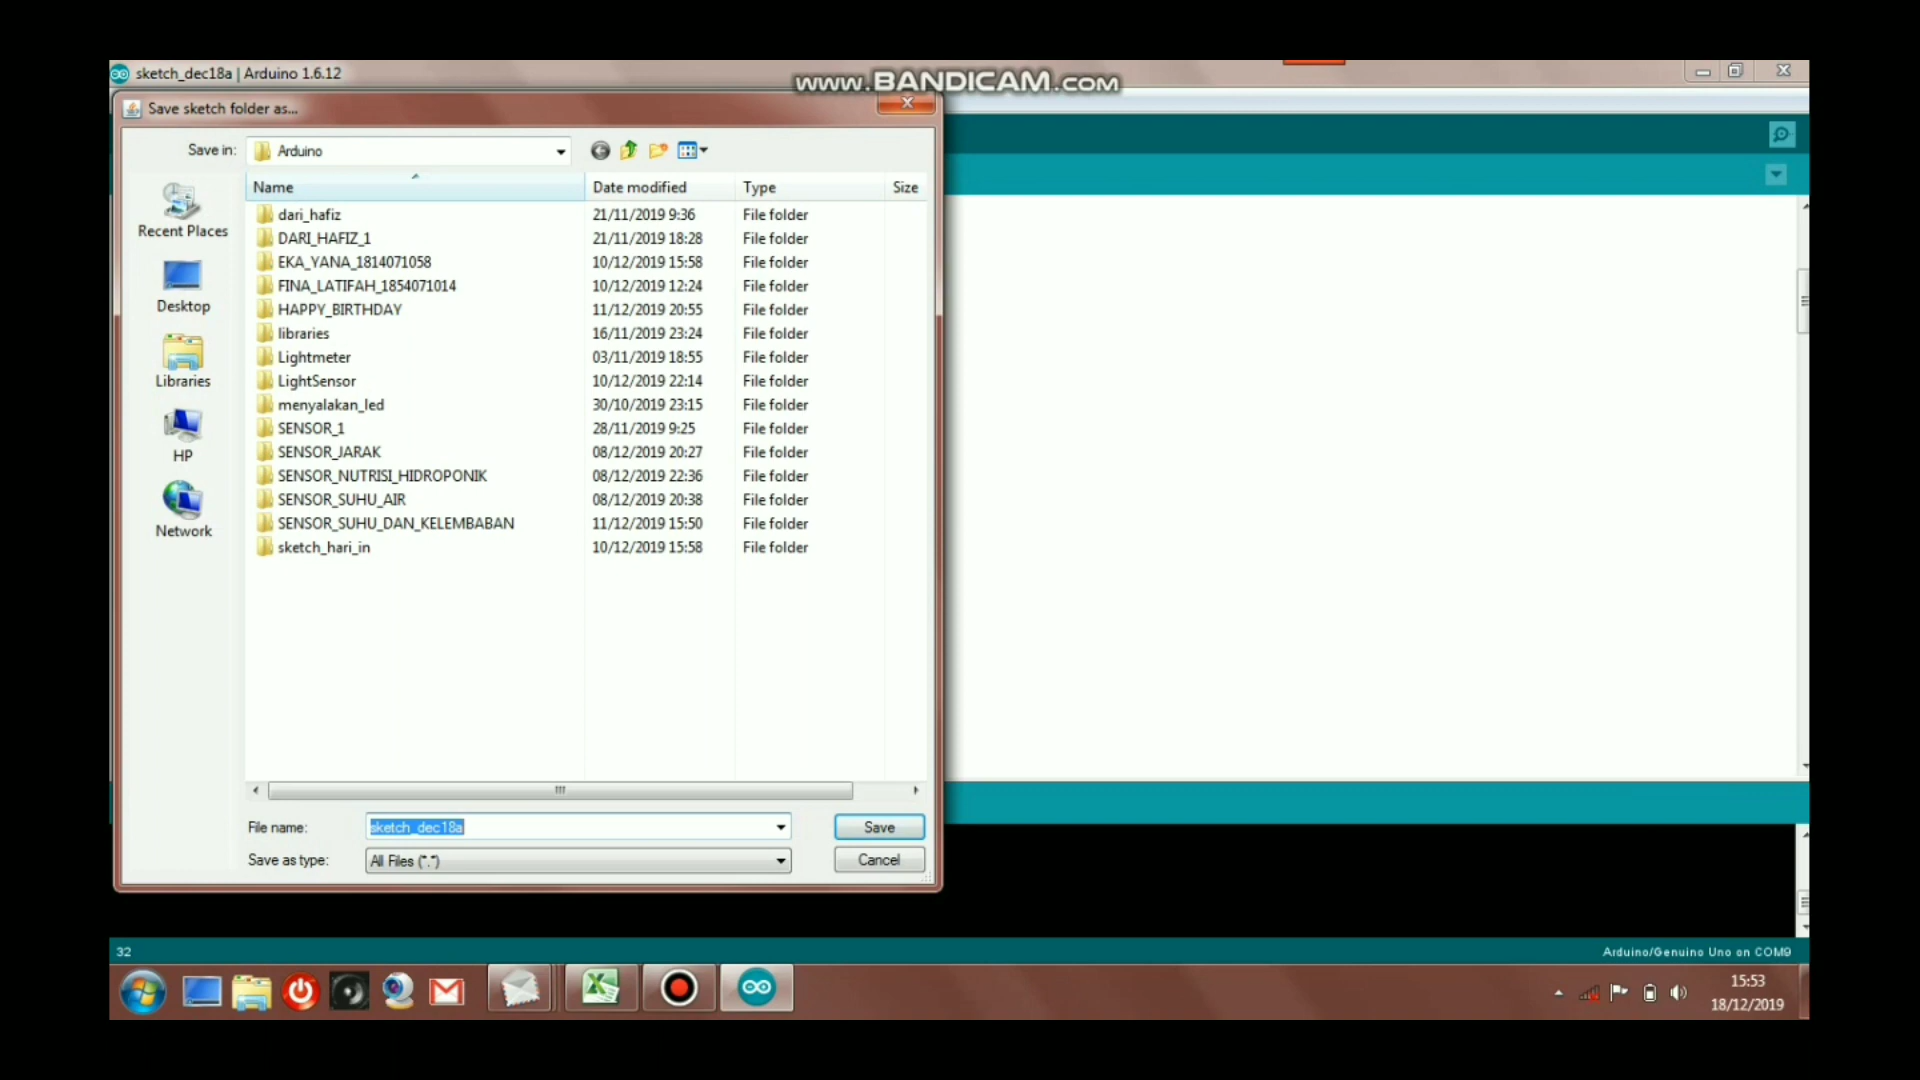 sketch_dec18a | Arduino 1.6.12
www.BANDICAM.com
Save sketch folder as...
Save in: Arduino
Name Date modified Type Size
dari_hafiz 21/11/2019 9:36 File folder
DARI_HAFIZ_1 21/11/2019 18:28 File folder
EKA_YANA_1814071058 10/12/2019 15:58 File folder
FINA_LATIFAH_1854071014 10/12/2019 12:24 File folder
HAPPY_BIRTHDAY 11/12/2019 20:55 File folder
libraries 16/11/2019 23:24 File folder
Lightmeter 03/11/2019 18:55 File folder
LightSensor 10/12/2019 22:14 File folder
menyalakan_led 30/10/2019 23:15 File folder
SENSOR_1 28/11/2019 9:25 File folder
SENSOR_JARAK 08/12/2019 20:27 File folder
SENSOR_NUTRISI_HIDROPONIK 08/12/2019 22:36 File folder
SENSOR_SUHU_AIR 08/12/2019 20:38 File folder
SENSOR_SUHU_DAN_KELEMBABAN 11/12/2019 15:50 File folder
sketch_hari_in 10/12/2019 15:58 File folder
Recent Places
Desktop
Libraries
HP
Network
File name: sketch_dec18a Save
Save as type: All Files (*.*) Cancel
32 Arduino/Genuino Uno on COM9
15:53
18/12/2019